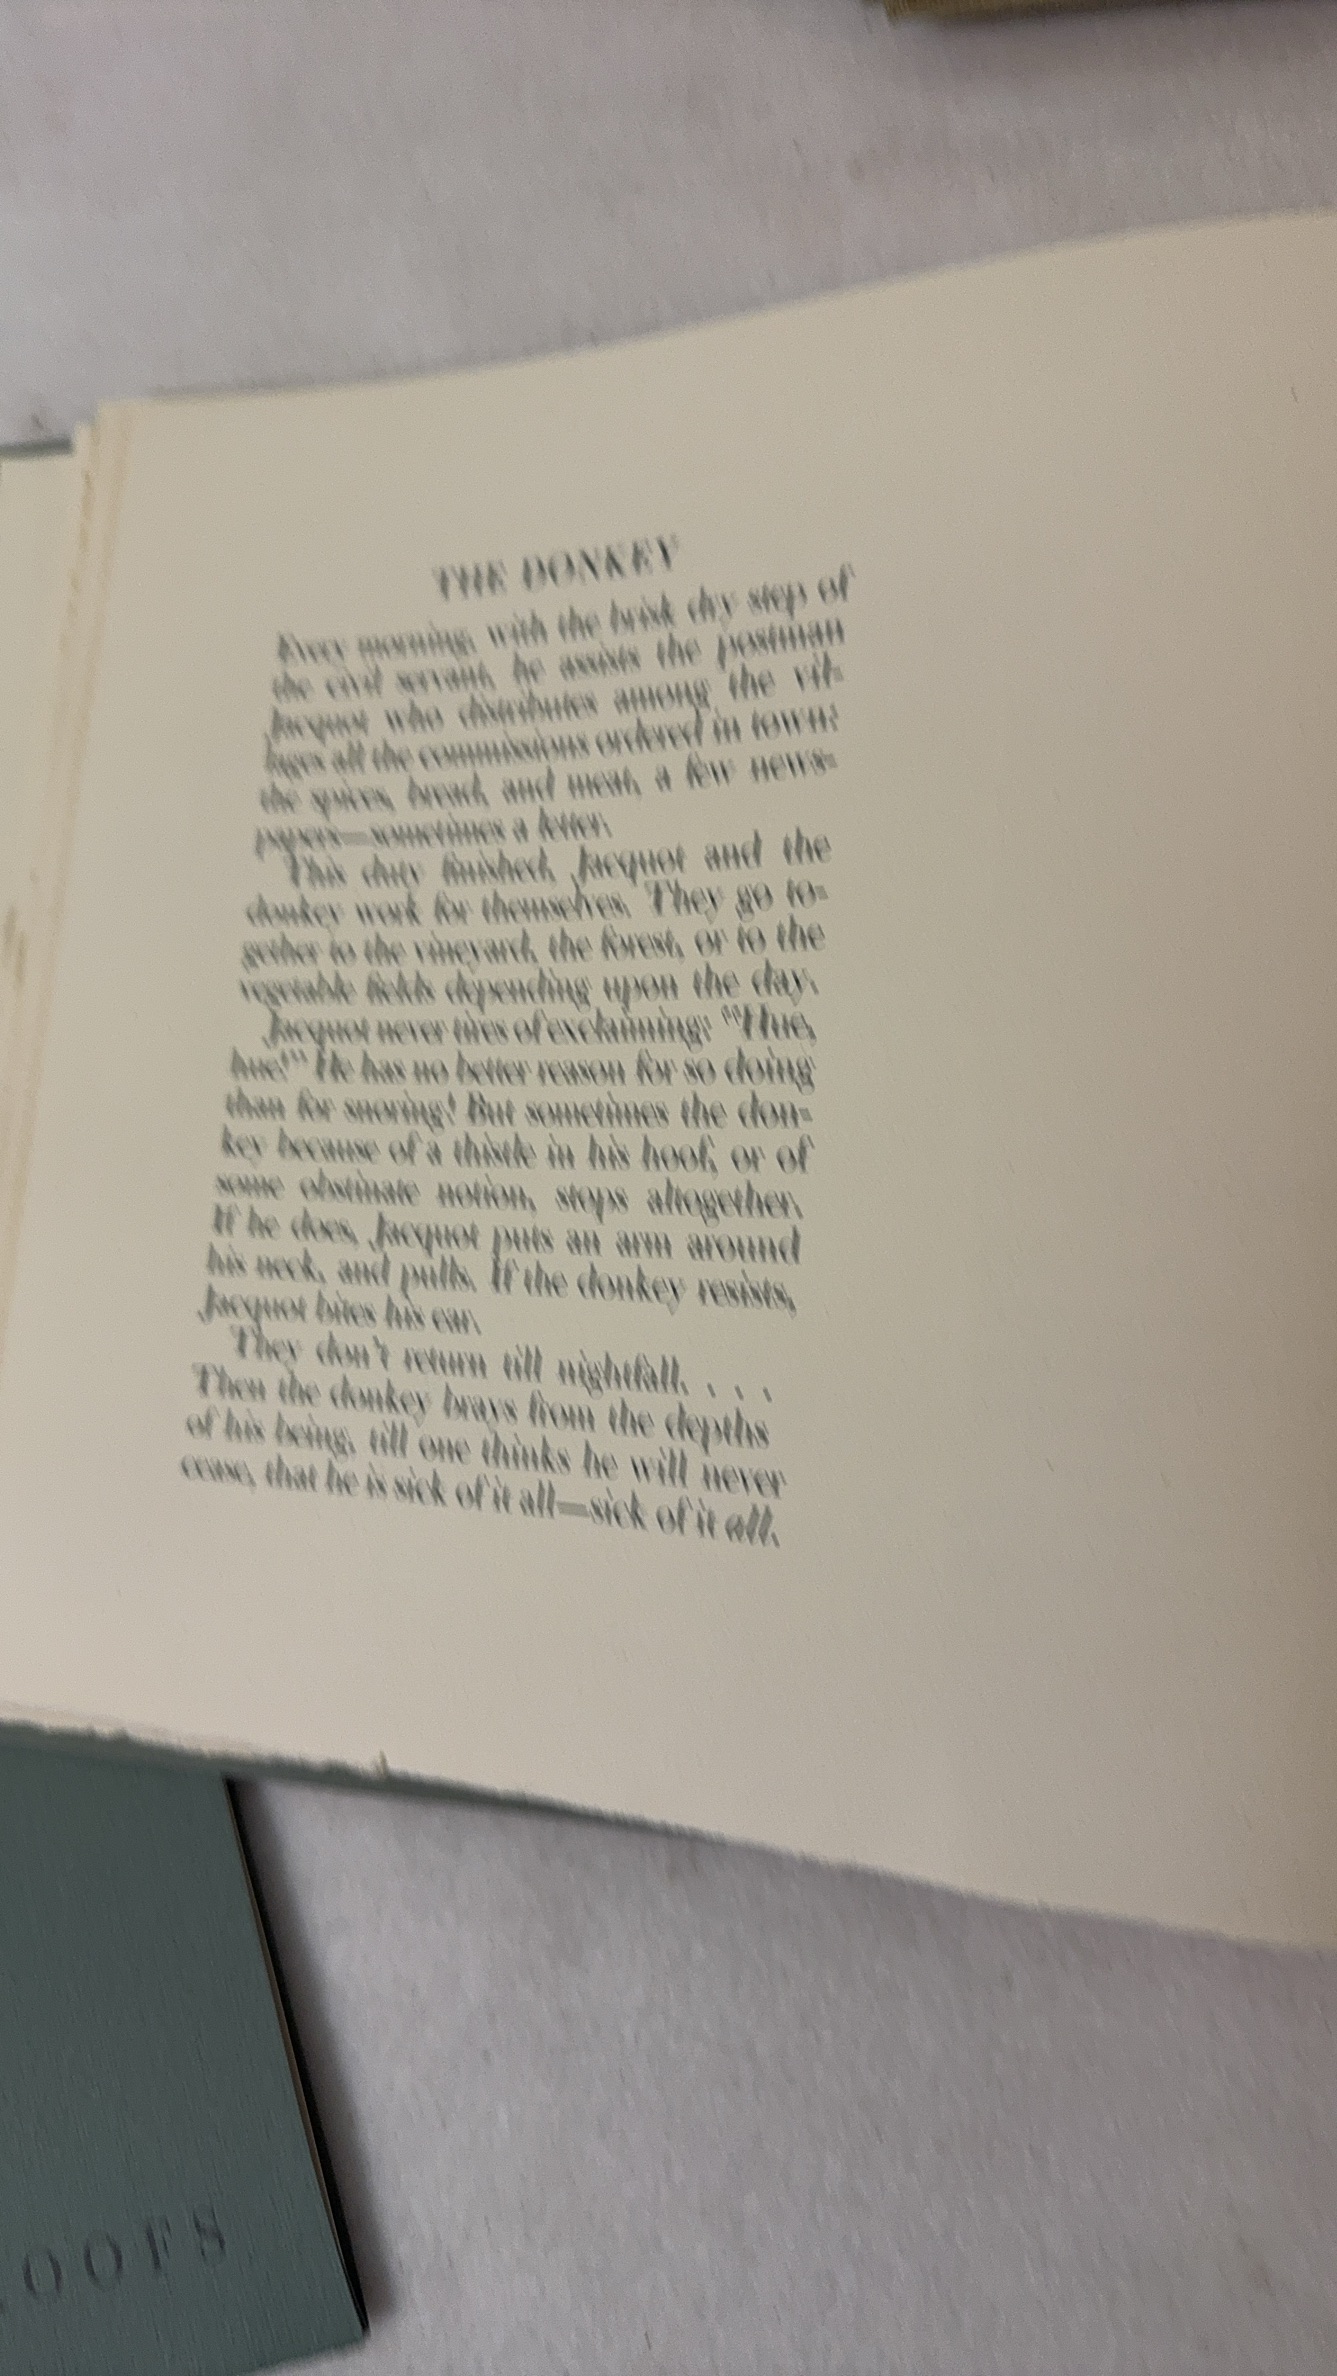 THE DONKEY
Every morning, with the brisk dry step of
the civil servant, he assists the postman
Jacquot who distributes among the vil-
lages all the commissions ordered in town:
the spices, bread, and meat, a few news-
papers—sometimes a letter.
This duty finished, Jacquot and the
donkey work for themselves. They go to-
gether to the vineyard, the forest, or to the
vegetable fields depending upon the day.
Jacquot never tires of exclaiming: "Hue,
hue!" He has no better reason for so doing
than for snoring! But sometimes the don-
key because of a thistle in his hoof, or of
some obstinate notion, stops altogether.
If he does, Jacquot puts an arm around
his neck, and pulls. If the donkey resists,
Jacquot bites his ear.
They don't return till nightfall. . . .
Then the donkey brays from the depths
of his being, till one thinks he will never
cease, that he is sick of it all—sick of it all.
OOFS